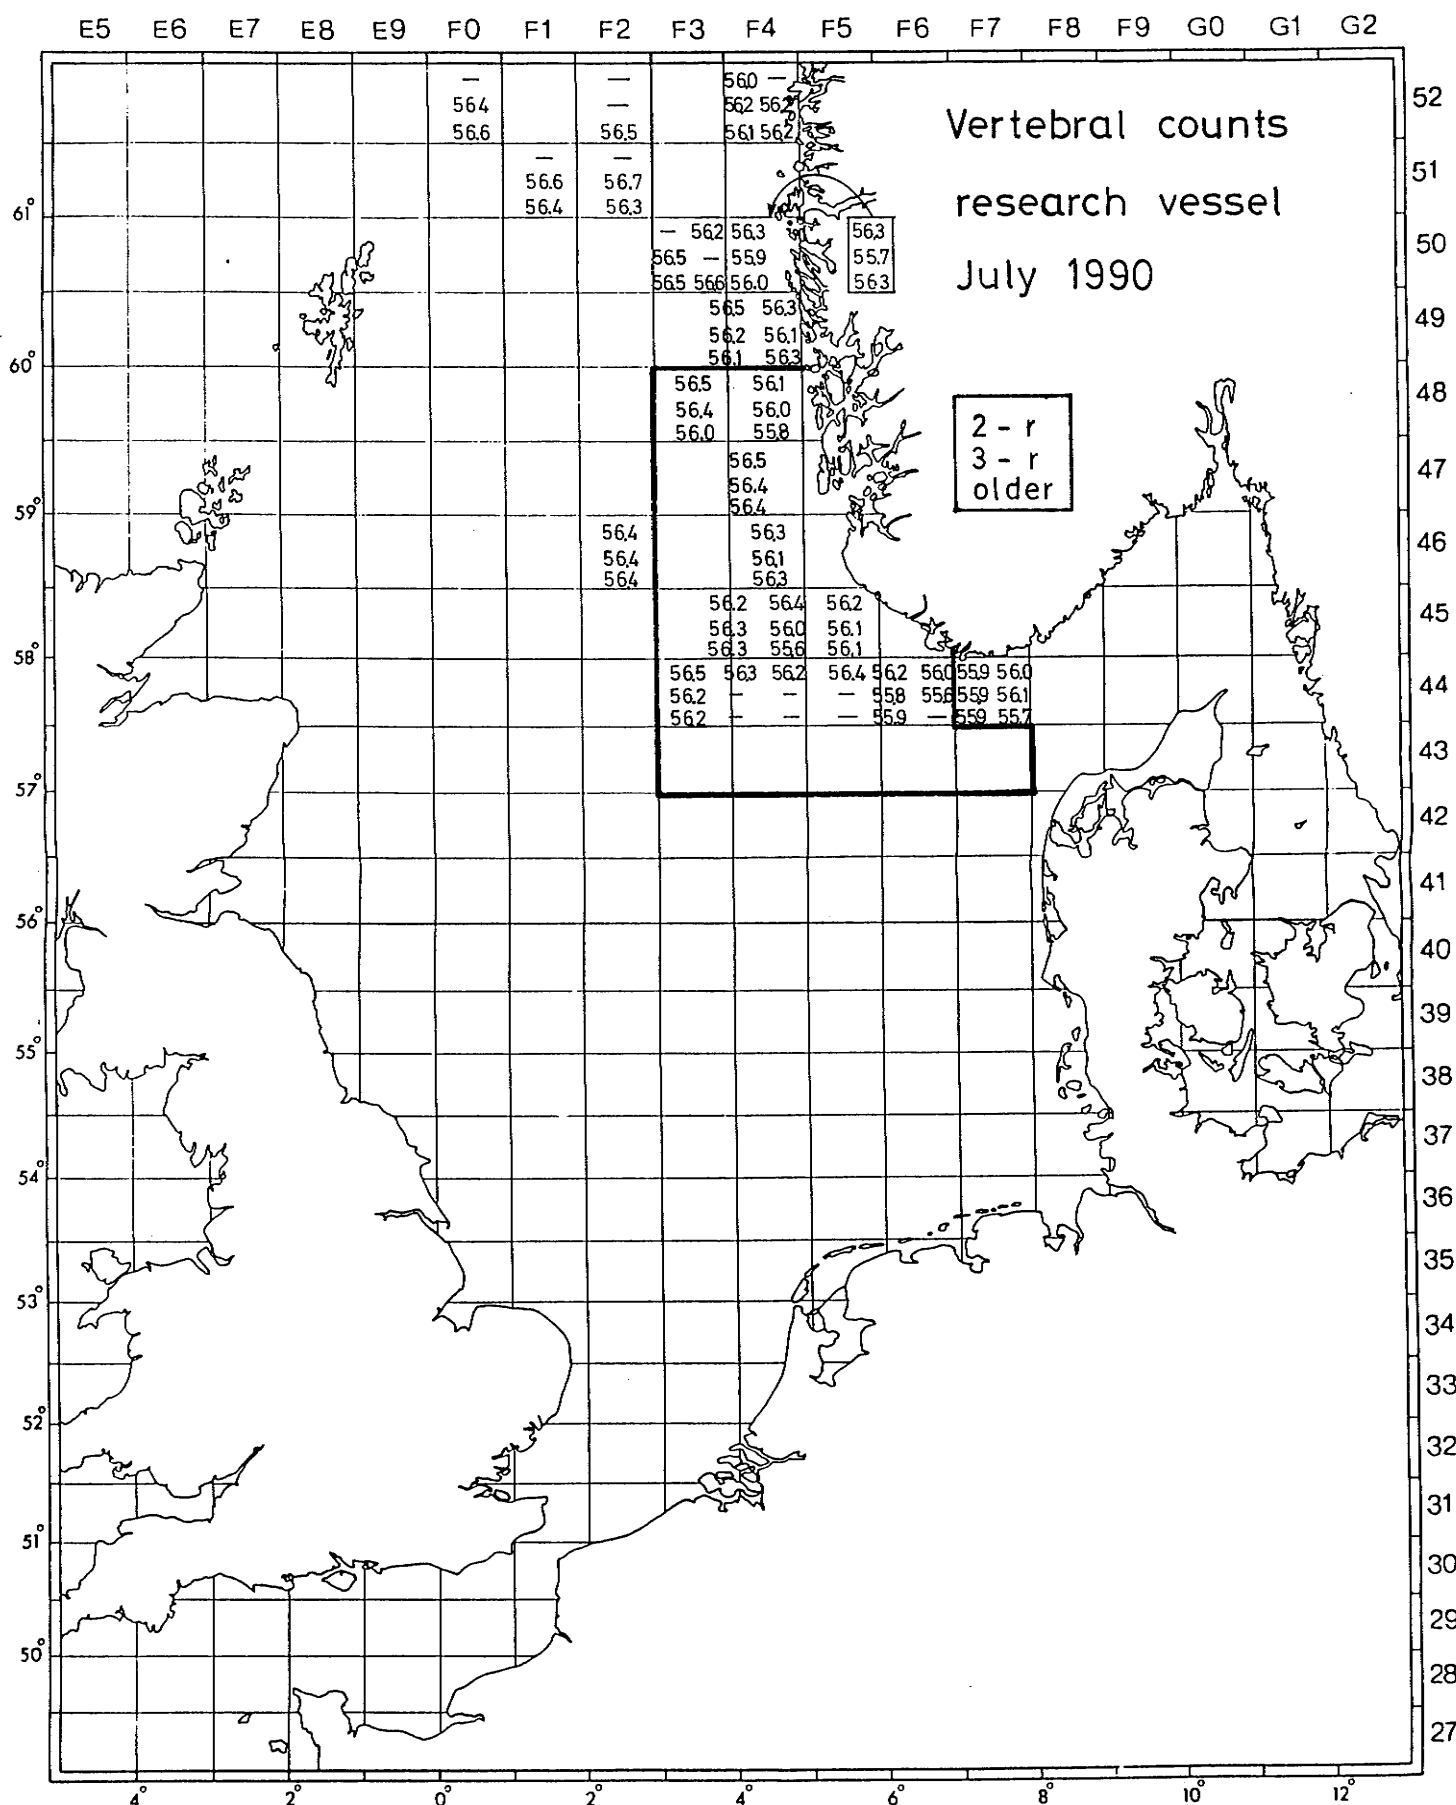 E5 E6 E7 E8 E9 F0 F1 F2 F3 F4 F5 F6 F7 F8 F9 G0 G1 G2
— — 56.0 —
56.4 — 56.2 56.2 52
56.6 56.5 56.1 56.2
Vertebral counts
research vessel
July 1990
— —
56.6 56.7 51
56.4 56.3
61°
— 56.2 56.3 56.3
56.5 — 55.9 55.7 50
56.5 56.6 56.0 56.3
56.5 56.3 49
56.2 56.1
56.1 56.3
60°
56.5 56.1 48
56.4 56.0
56.0 55.8
2 - r
3 - r
older
56.5 47
56.4
56.4
59°
56.4 56.3 46
56.4 56.1
56.4 56.3
56.2 56.4 56.2 45
56.3 56.0 56.1
56.3 55.6 56.1
58°
56.5 56.3 56.2 56.4 56.2 56.0 55.9 56.0
56.2 — — — 55.8 55.6 55.9 56.1 44
56.2 — — — 55.9 — 55.9 55.7
43
57°
42
41
56°
40
39
55°
38
37
54°
36
35
53°
34
33
52°
32
31
51°
30
29
50°
28
27
4° 2° 0° 2° 4° 6° 8° 10° 12°